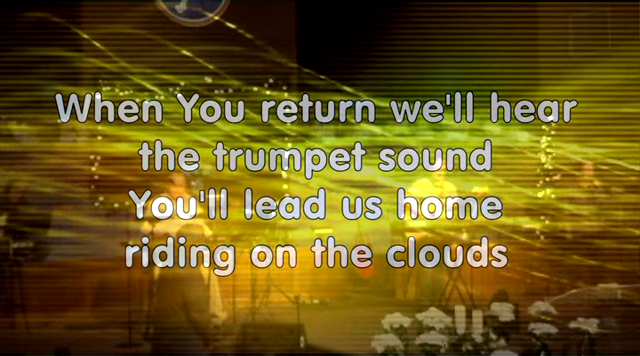 When You return we'll hear
the trumpet sound
You'll lead us home
riding on the clouds